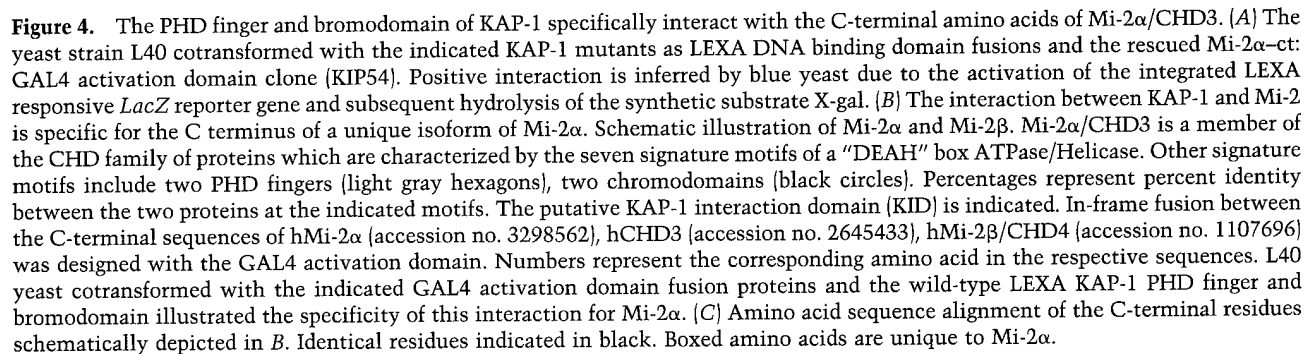 Figure 4. The PHD finger and bromodomain of KAP-1 specifically interact with the C-terminal amino acids of Mi-2α/CHD3. (A) The
yeast strain L40 cotransformed with the indicated KAP-1 mutants as LEXA DNA binding domain fusions and the rescued Mi-2α–ct:
GAL4 activation domain clone (KIP54). Positive interaction is inferred by blue yeast due to the activation of the integrated LEXA
responsive LacZ reporter gene and subsequent hydrolysis of the synthetic substrate X-gal. (B) The interaction between KAP-1 and Mi-2
is specific for the C terminus of a unique isoform of Mi-2α. Schematic illustration of Mi-2α and Mi-2β. Mi-2α/CHD3 is a member of
the CHD family of proteins which are characterized by the seven signature motifs of a "DEAH" box ATPase/Helicase. Other signature
motifs include two PHD fingers (light gray hexagons), two chromodomains (black circles). Percentages represent percent identity
between the two proteins at the indicated motifs. The putative KAP-1 interaction domain (KID) is indicated. In-frame fusion between
the C-terminal sequences of hMi-2α (accession no. 3298562), hCHD3 (accession no. 2645433), hMi-2β/CHD4 (accession no. 1107696)
was designed with the GAL4 activation domain. Numbers represent the corresponding amino acid in the respective sequences. L40
yeast cotransformed with the indicated GAL4 activation domain fusion proteins and the wild-type LEXA KAP-1 PHD finger and
bromodomain illustrated the specificity of this interaction for Mi-2α. (C) Amino acid sequence alignment of the C-terminal residues
schematically depicted in B. Identical residues indicated in black. Boxed amino acids are unique to Mi-2α.